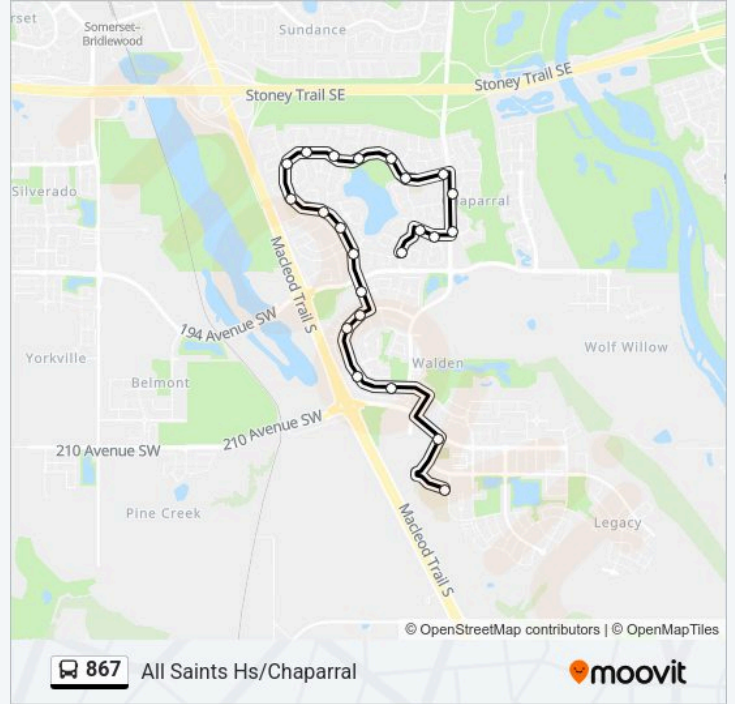 rset
Somerset–
Bridlewood
Sundance
Stoney Trail SE
Stoney Trail SE
Silverado
aparral
Macleod Trail S
194 Avenue SW
Wolf Willow
Yorkville
Walden
Belmont
210 Avenue SW
210 Avenue SW
Pine Creek
Macleod Trail S
Legacy
© OpenStreetMap contributors | © OpenMapTiles
867 All Saints Hs/Chaparral
moovit